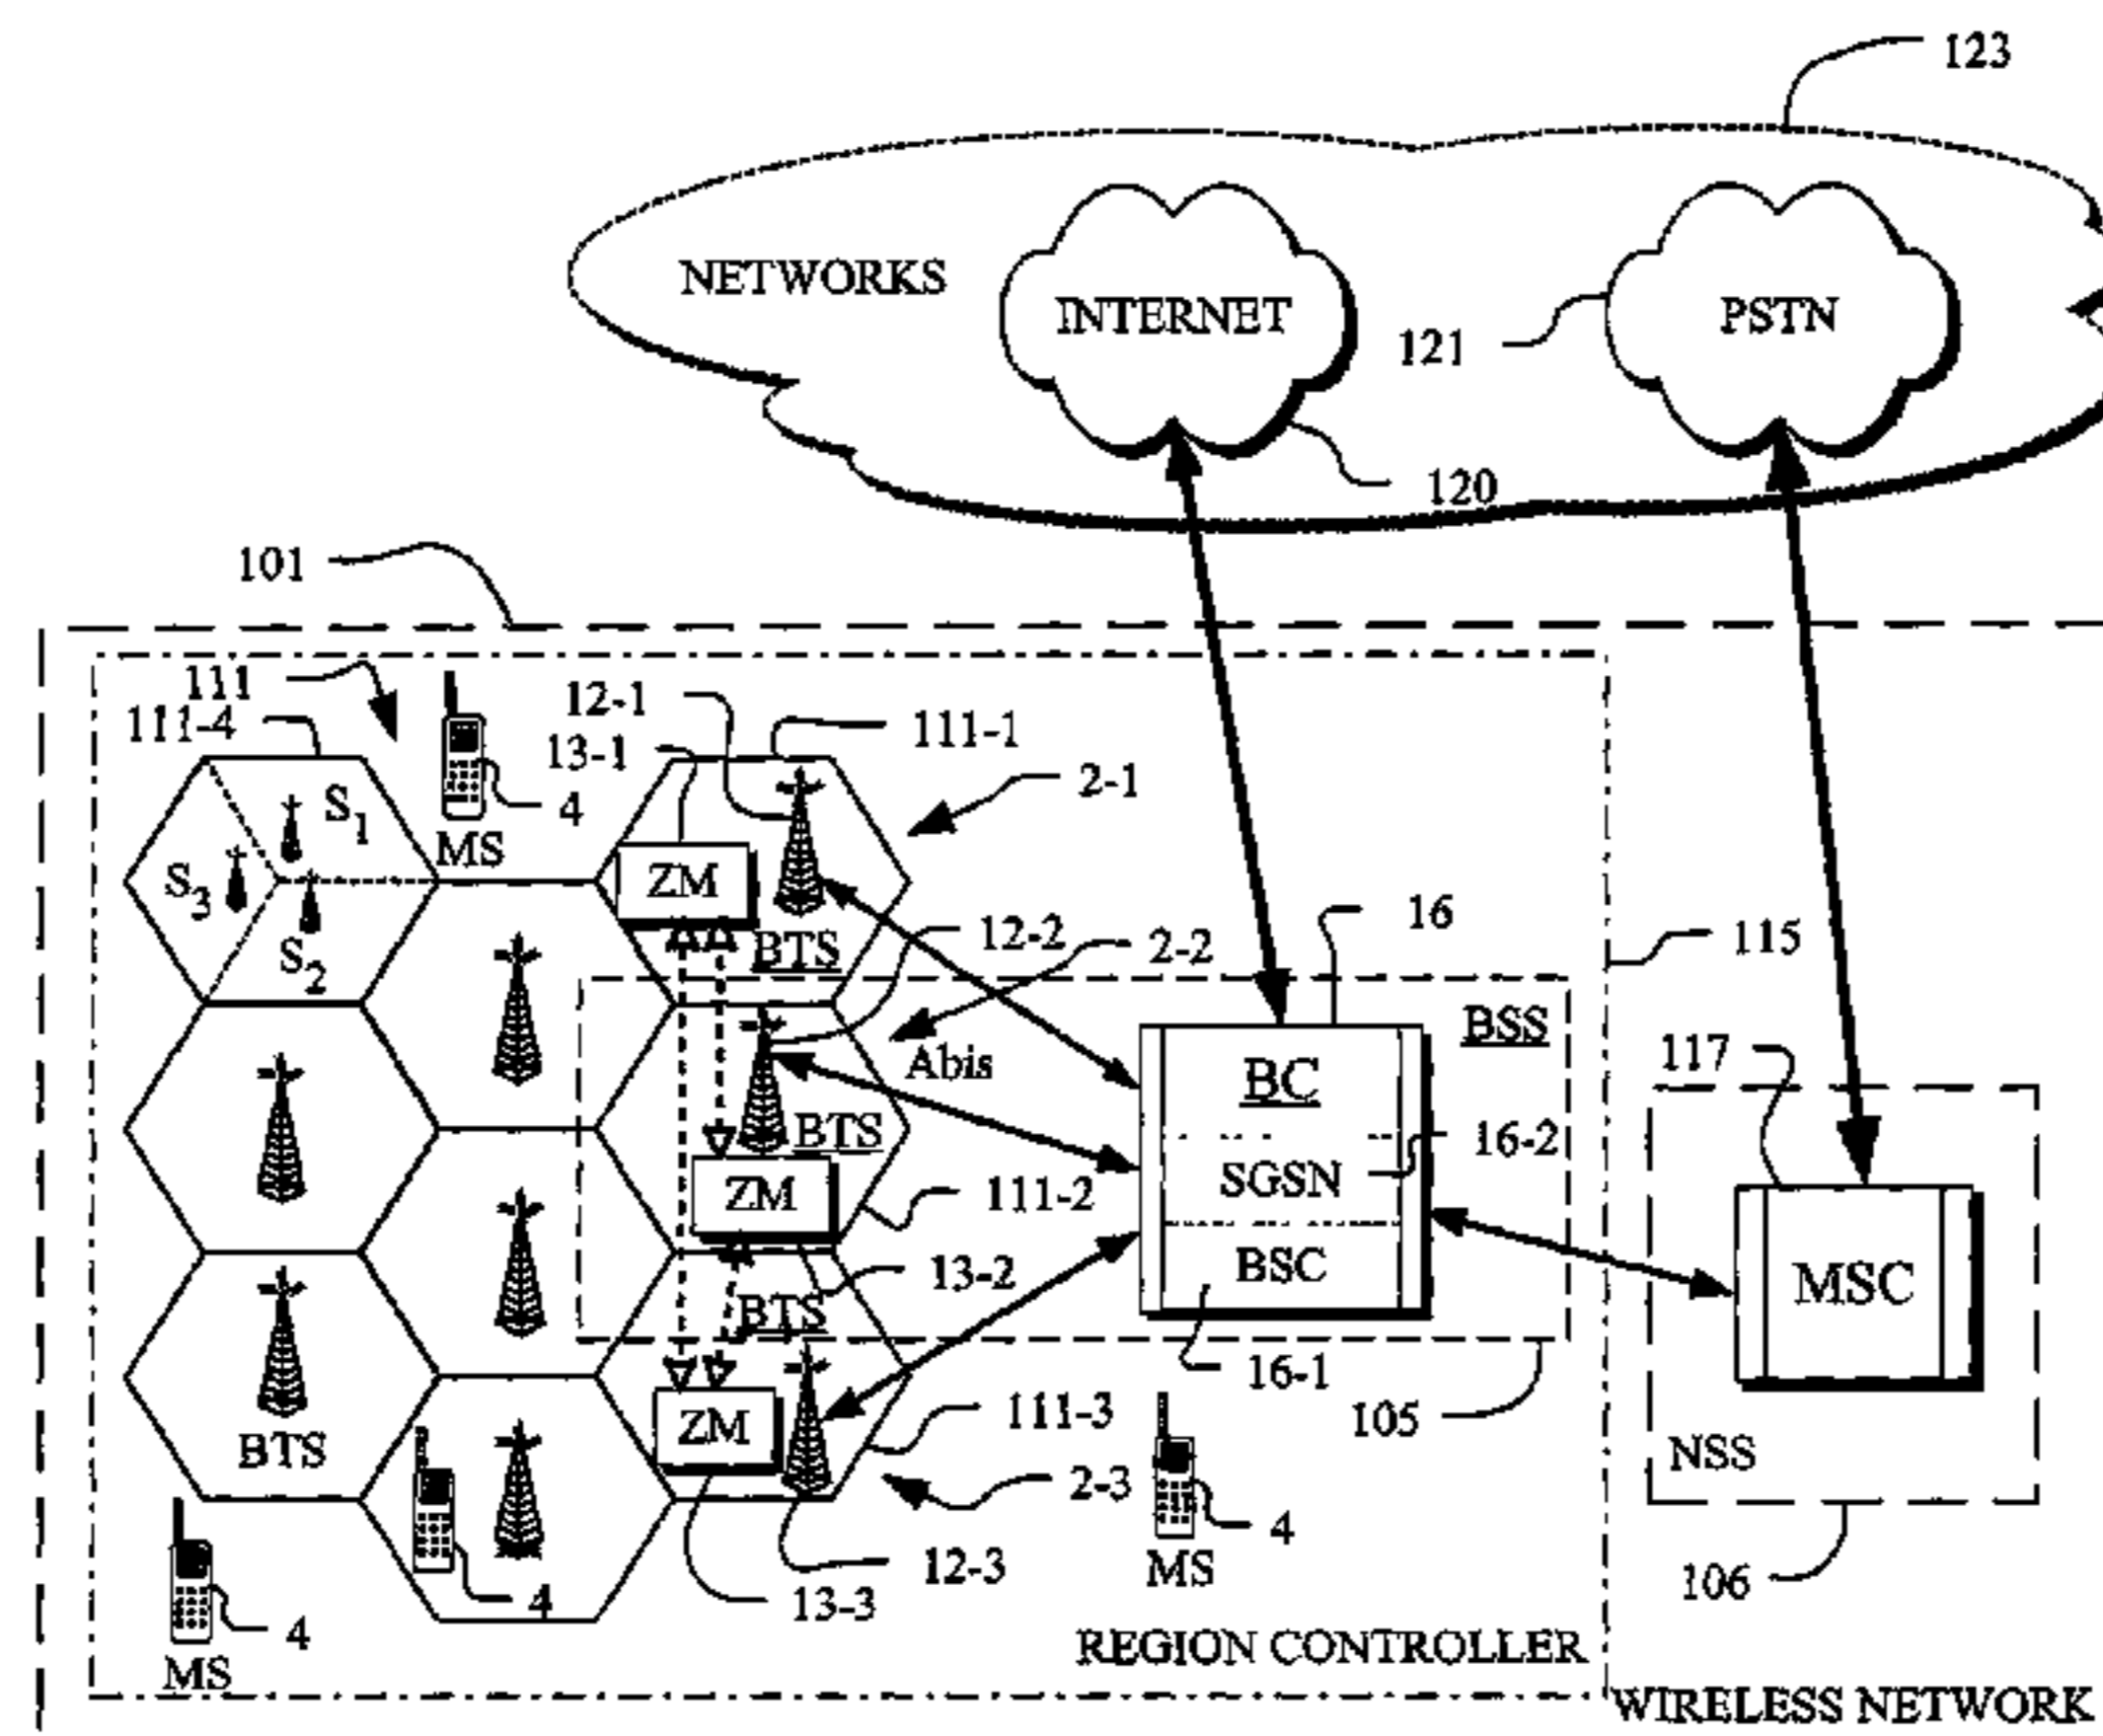 123
NETWORKS
INTERNET
121
PSTN
120
101
111
12-1
111-4
13-1
111-1
2-1
S1
4
MS
ZM
S3
16
12-2
2-2
115
BTS
S2
BSS
Abis
117
BC
BTS
16-2
SGSN
ZM
111-2
BSC
13-2
MSC
BTS
16-1
111-3
105
ZM
BTS
NSS
2-3
4
12-3
MS
106
4
13-3
4
REGION CONTROLLER
MS
WIRELESS NETWORK